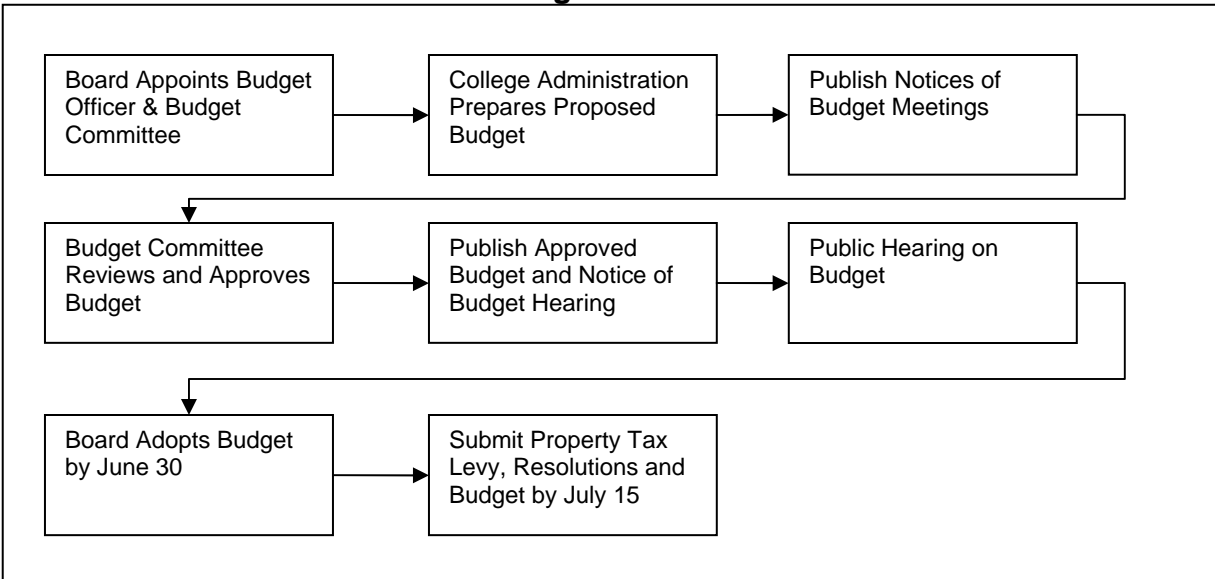 Board Appoints Budget
Officer & Budget
Committee
College Administration
Prepares Proposed
Budget
Publish Notices of
Budget Meetings
Budget Committee
Reviews and Approves
Budget
Publish Approved
Budget and Notice of
Budget Hearing
Public Hearing on
Budget
Board Adopts Budget
by June 30
Submit Property Tax
Levy, Resolutions and
Budget by July 15